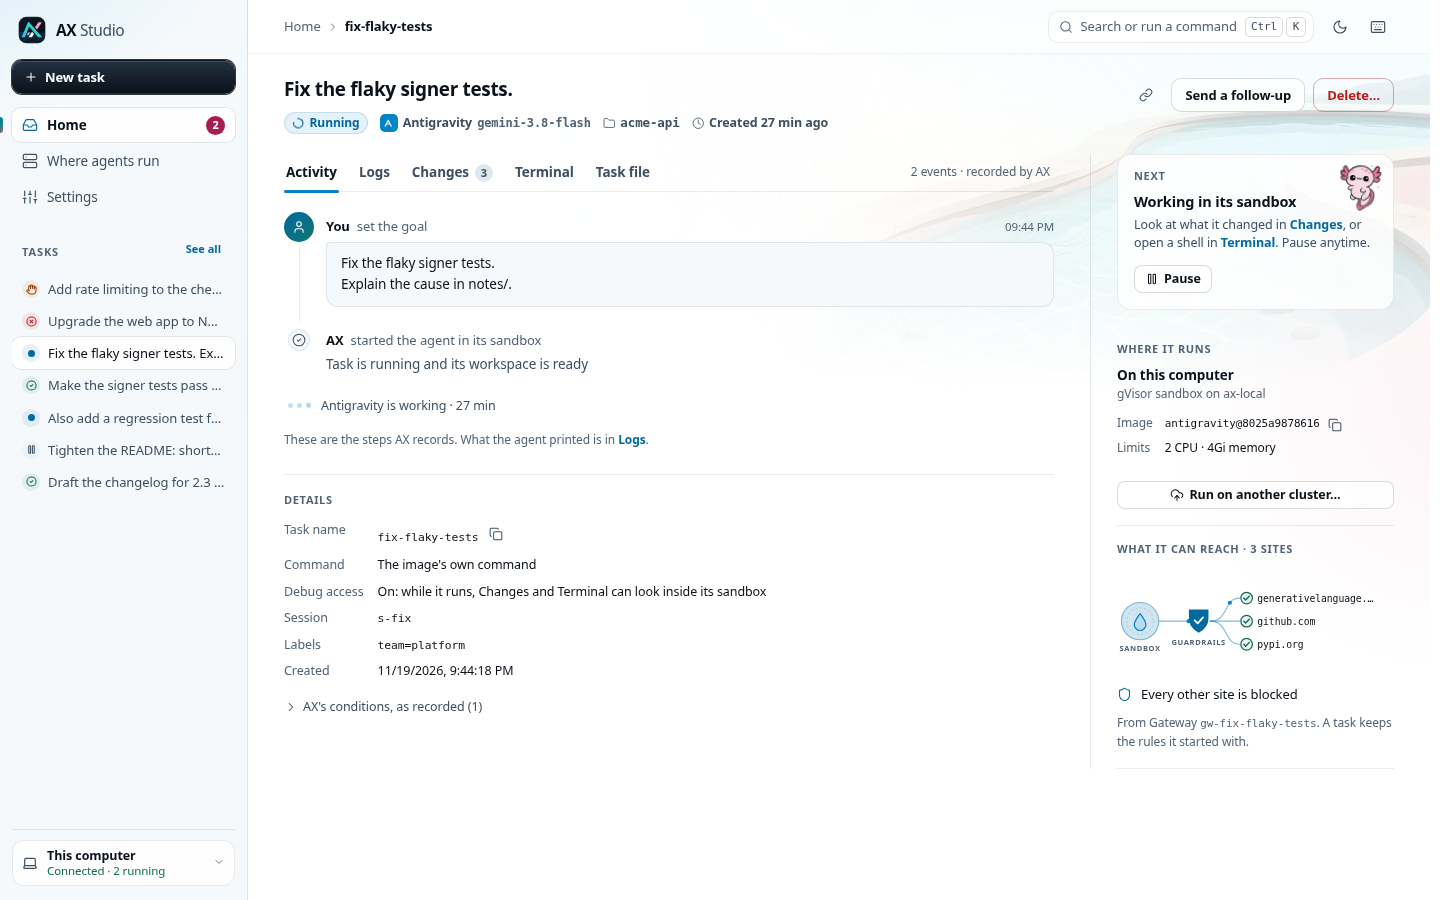 AX Studio
New task
Home 2
Where agents run
Settings
TASKS See all
Add rate limiting to the che...
Upgrade the web app to N...
Fix the flaky signer tests. Ex...
Make the signer tests pass ...
Also add a regression test f...
Tighten the README: short...
Draft the changelog for 2.3 ...
This computer
Connected · 2 running
Home > fix-flaky-tests
Search or run a command Ctrl K
Fix the flaky signer tests.
Send a follow-up Delete...
Running Antigravity gemini-3.8-flash acme-api Created 27 min ago
Activity Logs Changes 3 Terminal Task file 2 events · recorded by AX
You set the goal 09:44 PM
Fix the flaky signer tests.
Explain the cause in notes/.
AX started the agent in its sandbox
Task is running and its workspace is ready
Antigravity is working · 27 min
These are the steps AX records. What the agent printed is in Logs.
DETAILS
Task name fix-flaky-tests
Command The image's own command
Debug access On: while it runs, Changes and Terminal can look inside its sandbox
Session s-fix
Labels team=platform
Created 11/19/2026, 9:44:18 PM
AX's conditions, as recorded (1)
NEXT
Working in its sandbox
Look at what it changed in Changes, or
open a shell in Terminal. Pause anytime.
Pause
WHERE IT RUNS
On this computer
gVisor sandbox on ax-local
Image antigravity@8025a9878616
Limits 2 CPU · 4Gi memory
Run on another cluster...
WHAT IT CAN REACH · 3 SITES
generativelanguage.…
github.com
pypi.org
SANDBOX GUARDRAILS
Every other site is blocked
From Gateway gw-fix-flaky-tests. A task keeps
the rules it started with.